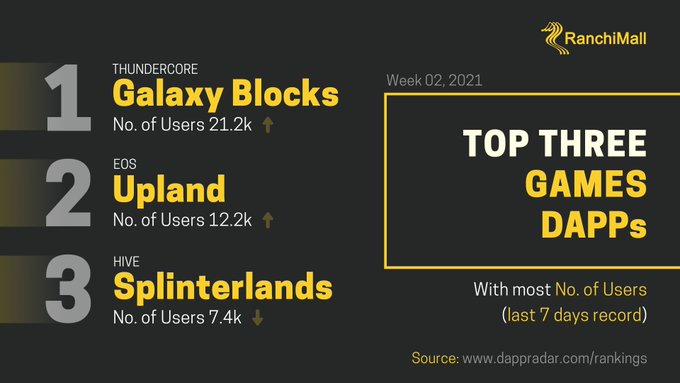 RanchiMall
Week 02, 2021
TOP THREE
GAMES
DAPPs
With most No. of Users
(last 7 days record)
1
THUNDERCORE
Galaxy Blocks
No. of Users 21.2k
2
EOS
Upland
No. of Users 12.2k
3
HIVE
Splinterlands
No. of Users 7.4k
Source: www.dappradar.com/rankings